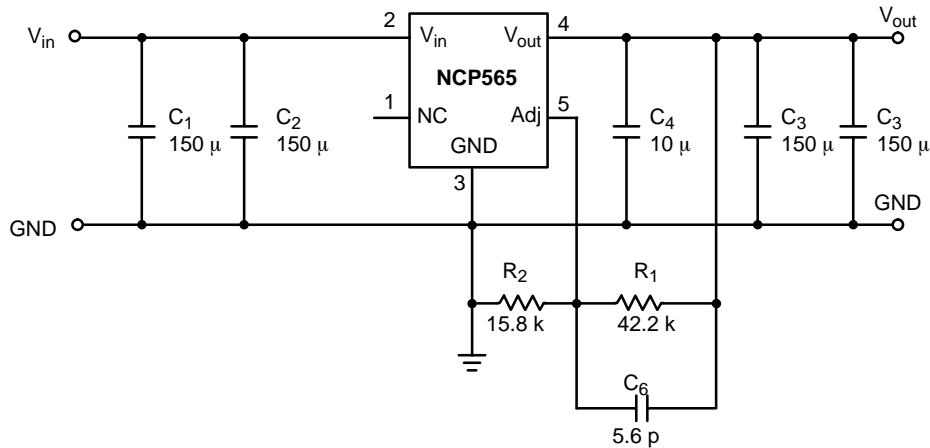 V_in
2
V_in
V_out
4
V_out
NCP565
1
NC
Adj
5
GND
3
C_1
150 μ
C_2
150 μ
C_4
10 μ
C_3
150 μ
C_3
150 μ
GND
GND
R_2
15.8 k
R_1
42.2 k
C_6
5.6 p